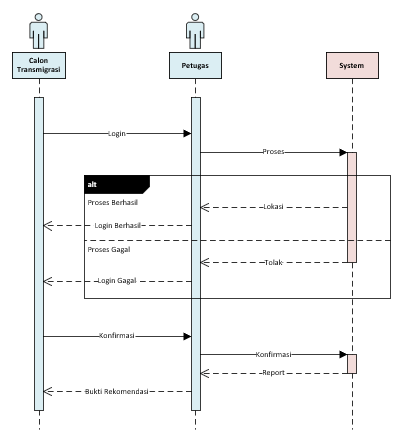 Calon
Transmigrasi
Petugas
System
Login
Proses
alt
Proses Berhasil
Lokasi
Login Berhasil
Proses Gagal
Tolak
Login Gagal
Konfirmasi
Konfirmasi
Report
Bukti Rekomendasi